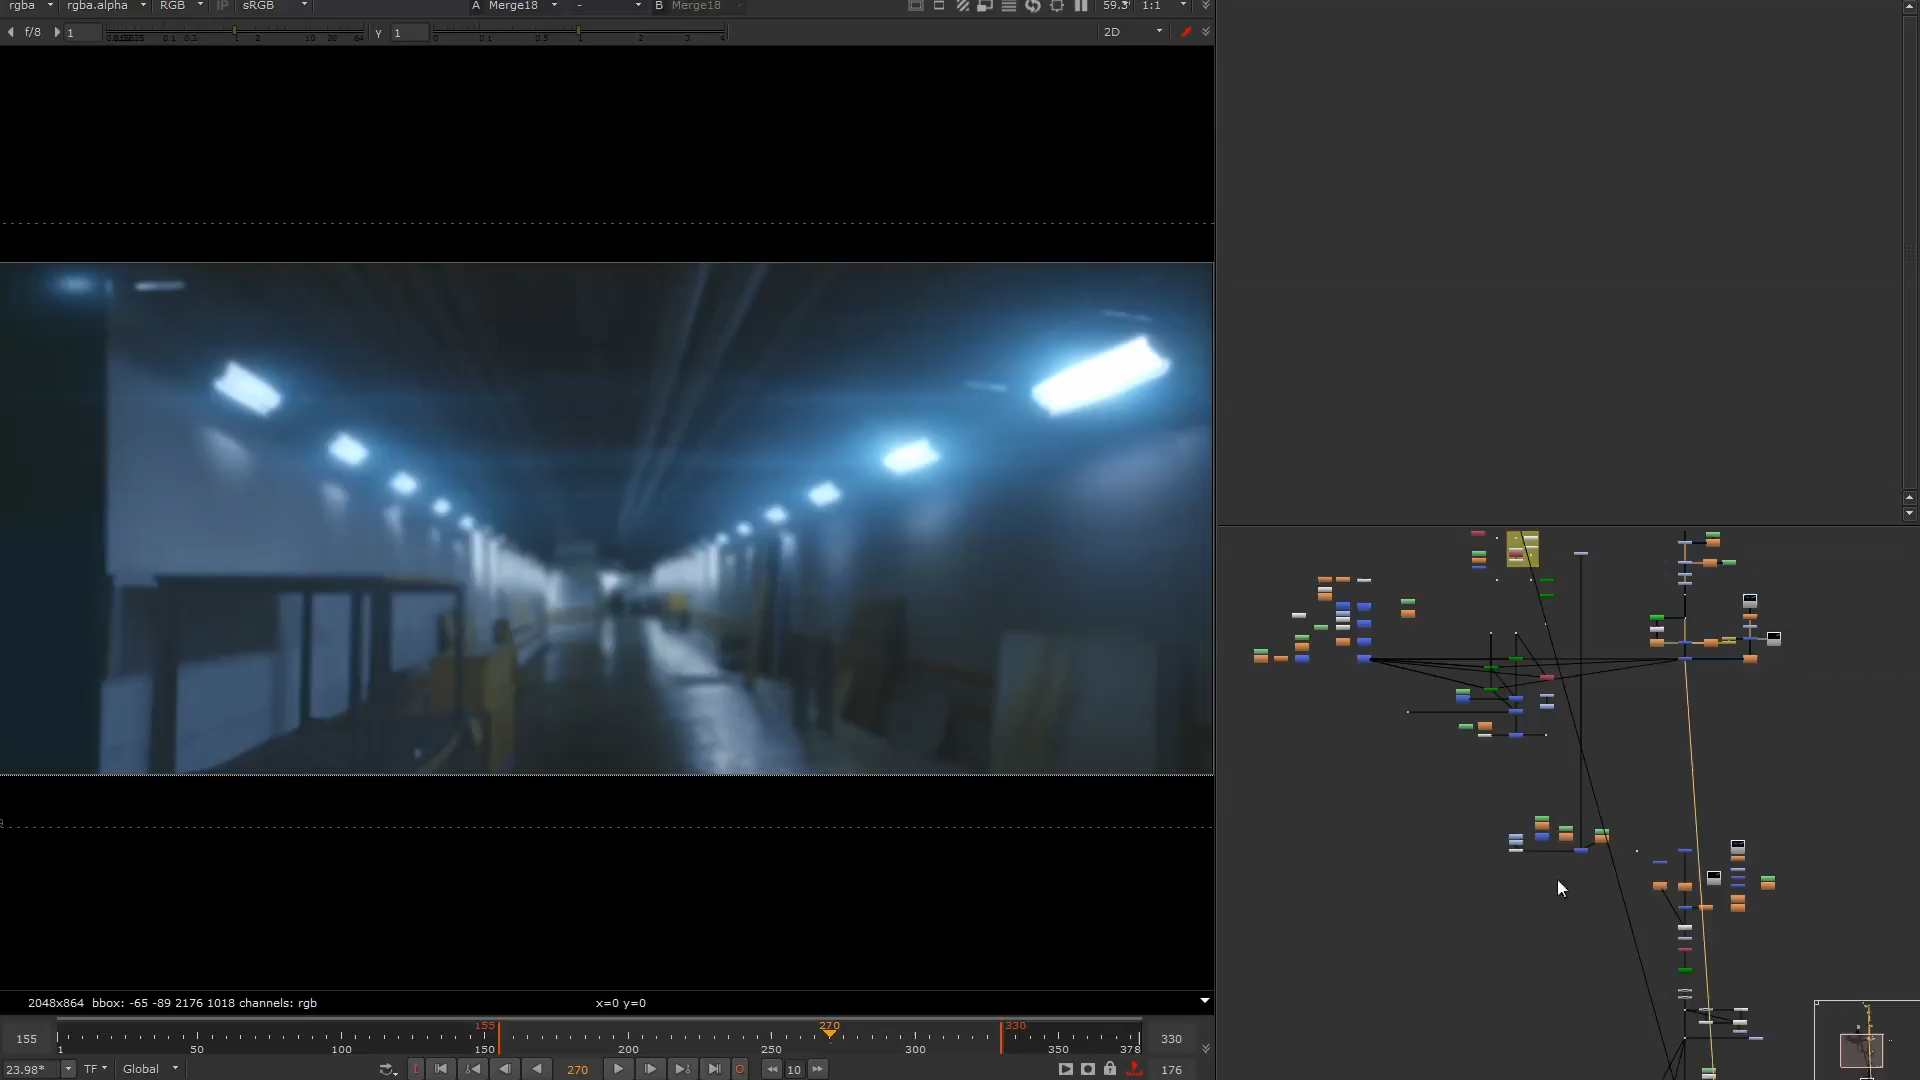 rgba rgba.alpha RGB IP sRGB A Merge18 - B Merge18 - 1:1
f/8 1 Y 1 2D
2048x864 bbox: -65 -89 2176 1018 channels: rgb x=0 y=0
155 155 270 330 330
1 50 100 150 200 250 300 350 378
23.98* TF Global 270 10 176